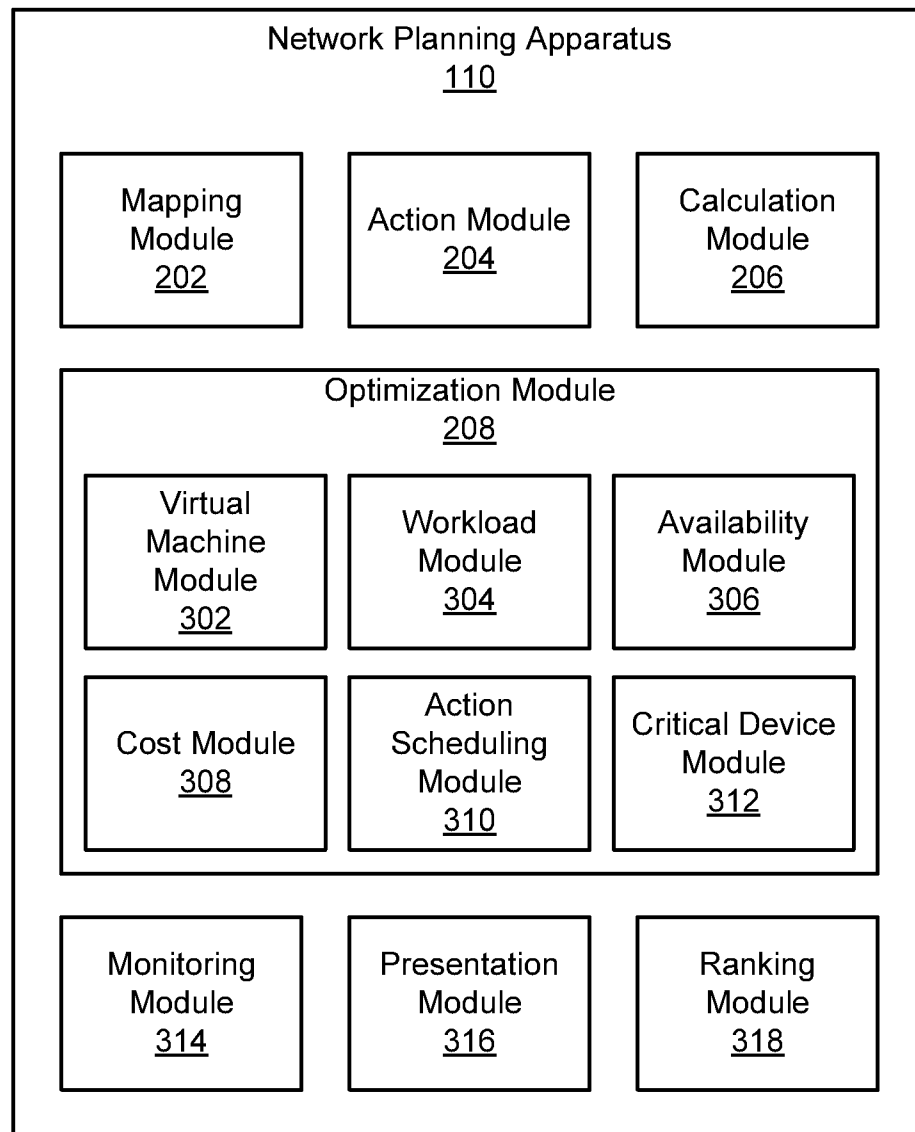 Network Planning Apparatus
110
Mapping
Module
202
Action Module
204
Calculation
Module
206
Optimization Module
208
Virtual
Machine
Module
302
Workload
Module
304
Availability
Module
306
Cost Module
308
Action
Scheduling
Module
310
Critical Device
Module
312
Monitoring
Module
314
Presentation
Module
316
Ranking
Module
318